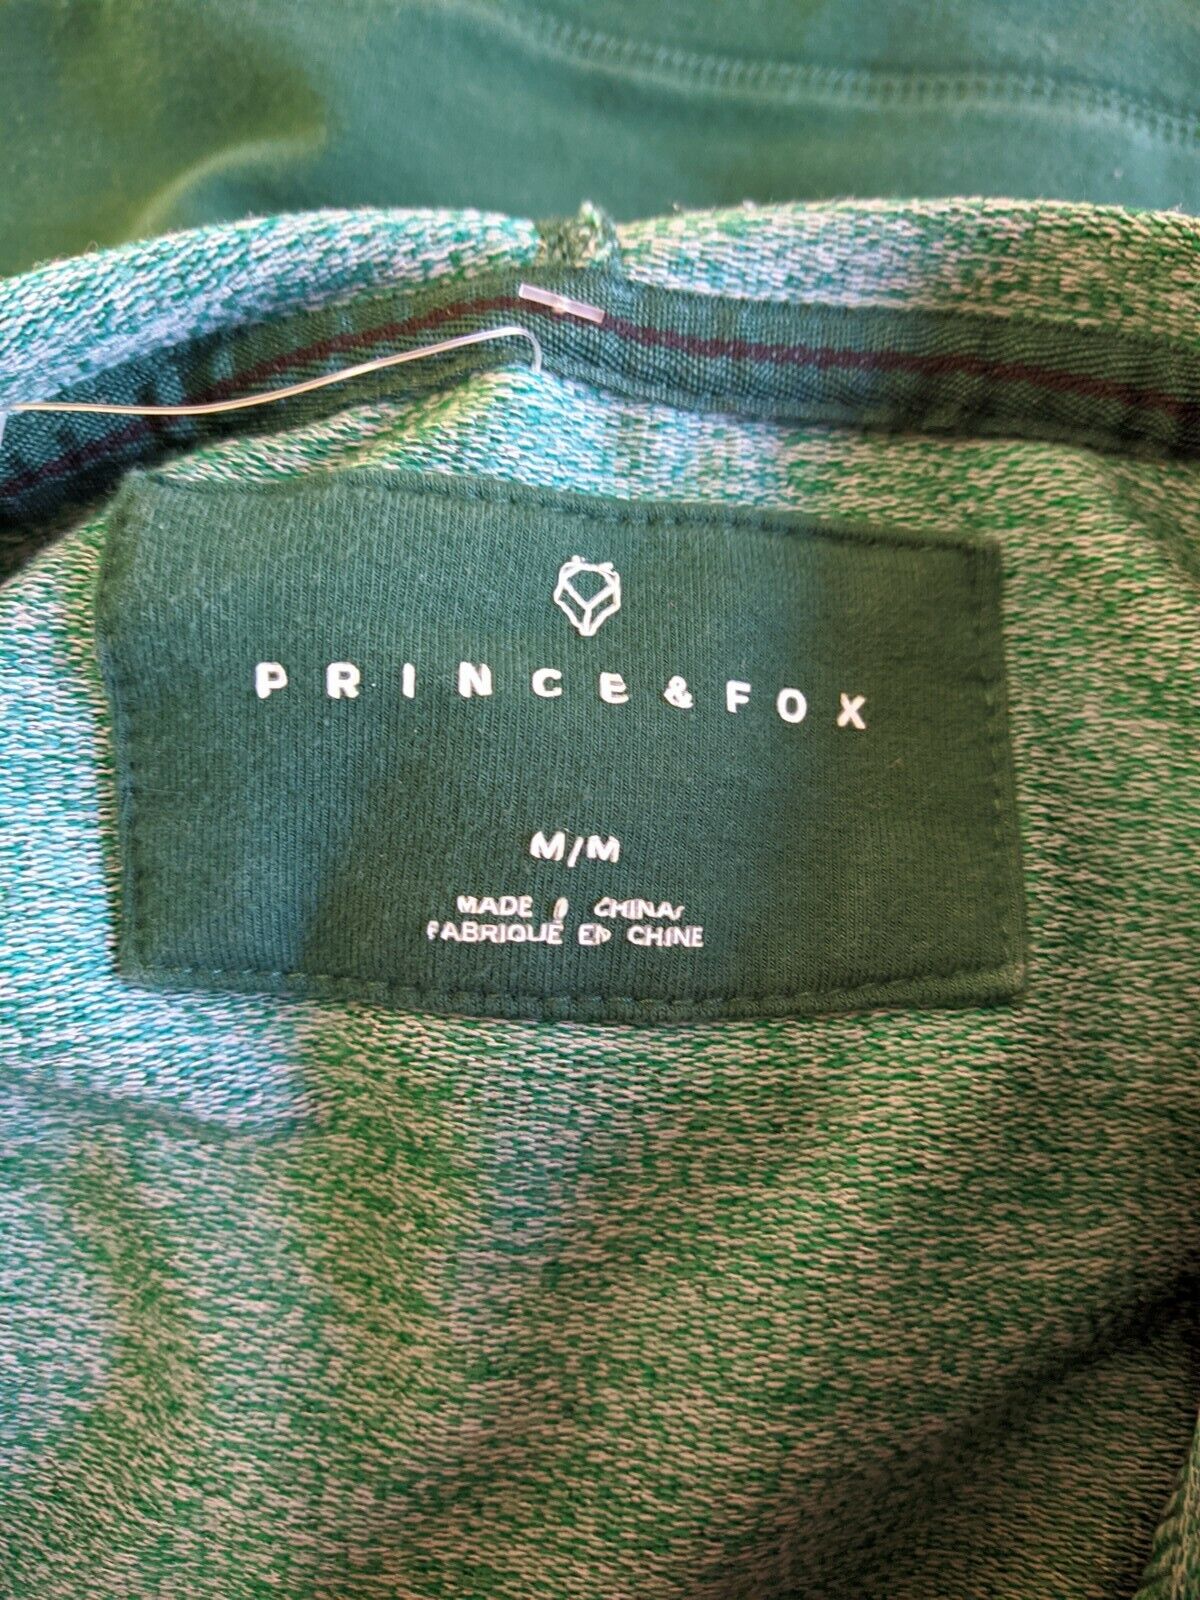 PRINCE & FOX
M/M
MADE CHINA
FABRIQUE EN CHINE